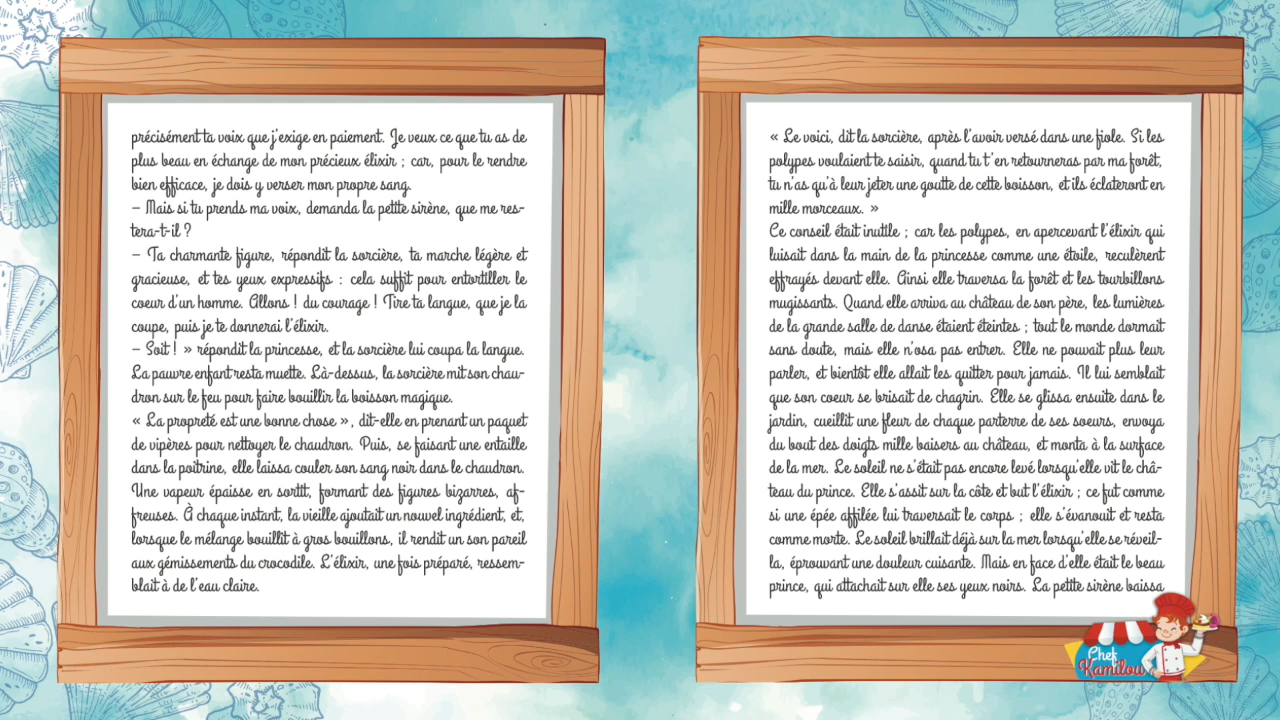 précisément ta voix que j'exige en paiement. Je veux ce que tu as de
plus beau en échange de mon précieux élixir ; car, pour le rendre
bien efficace, je dois y verser mon propre sang.
– Mais si tu prends ma voix, demanda la petite sirène, que me res-
tera-t-il ?
– Ta charmante figure, répondit la sorcière, ta marche légère et
gracieuse, et tes yeux expressifs : cela suffit pour entortiller le
coeur d'un homme. Allons ! du courage ! Tire ta langue, que je la
coupe, puis je te donnerai l'élixir.
– Soit ! » répondit la princesse, et la sorcière lui coupa la langue.
La pauvre enfant resta muette. Là-dessus, la sorcière mit son chau-
dron sur le feu pour faire bouillir la boisson magique.
« La propreté est une bonne chose », dit-elle en prenant un paquet
de vipères pour nettoyer le chaudron. Puis, se faisant une entaille
dans la poitrine, elle laissa couler son sang noir dans le chaudron.
Une vapeur épaisse en sortit, formant des figures bizarres, af-
freuses. À chaque instant, la vieille ajoutait un nouvel ingrédient, et,
lorsque le mélange bouillit à gros bouillons, il rendit un son pareil
aux gémissements du crocodile. L'élixir, une fois préparé, ressem-
blait à de l'eau claire.
« Le voici, dit la sorcière, après l'avoir versé dans une fiole. Si les
polypes voulaient te saisir, quand tu t'en retourneras par ma forêt,
tu n'as qu'à leur jeter une goutte de cette boisson, et ils éclateront en
mille morceaux. »
Ce conseil était inutile ; car les polypes, en apercevant l'élixir qui
luisait dans la main de la princesse comme une étoile, reculèrent
effrayés devant elle. Ainsi elle traversa la forêt et les tourbillons
mugissants. Quand elle arriva au château de son père, les lumières
de la grande salle de danse étaient éteintes ; tout le monde dormait
sans doute, mais elle n'osa pas entrer. Elle ne pouvait plus leur
parler, et bientôt elle allait les quitter pour jamais. Il lui semblait
que son coeur se brisait de chagrin. Elle se glissa ensuite dans le
jardin, cueillit une fleur de chaque parterre de ses soeurs, envoya
du bout des doigts mille baisers au château, et monta à la surface
de la mer. Le soleil ne s'était pas encore levé lorsqu'elle vit le châ-
teau du prince. Elle s'assit sur la côte et but l'élixir ; ce fut comme
si une épée affilée lui traversait le corps ; elle s'évanouit et resta
comme morte. Le soleil brillait déjà sur la mer lorsqu'elle se réveil-
la, éprouvant une douleur cuisante. Mais en face d'elle était le beau
prince, qui attachait sur elle ses yeux noirs. La petite sirène baissa
Chef
Kamilou